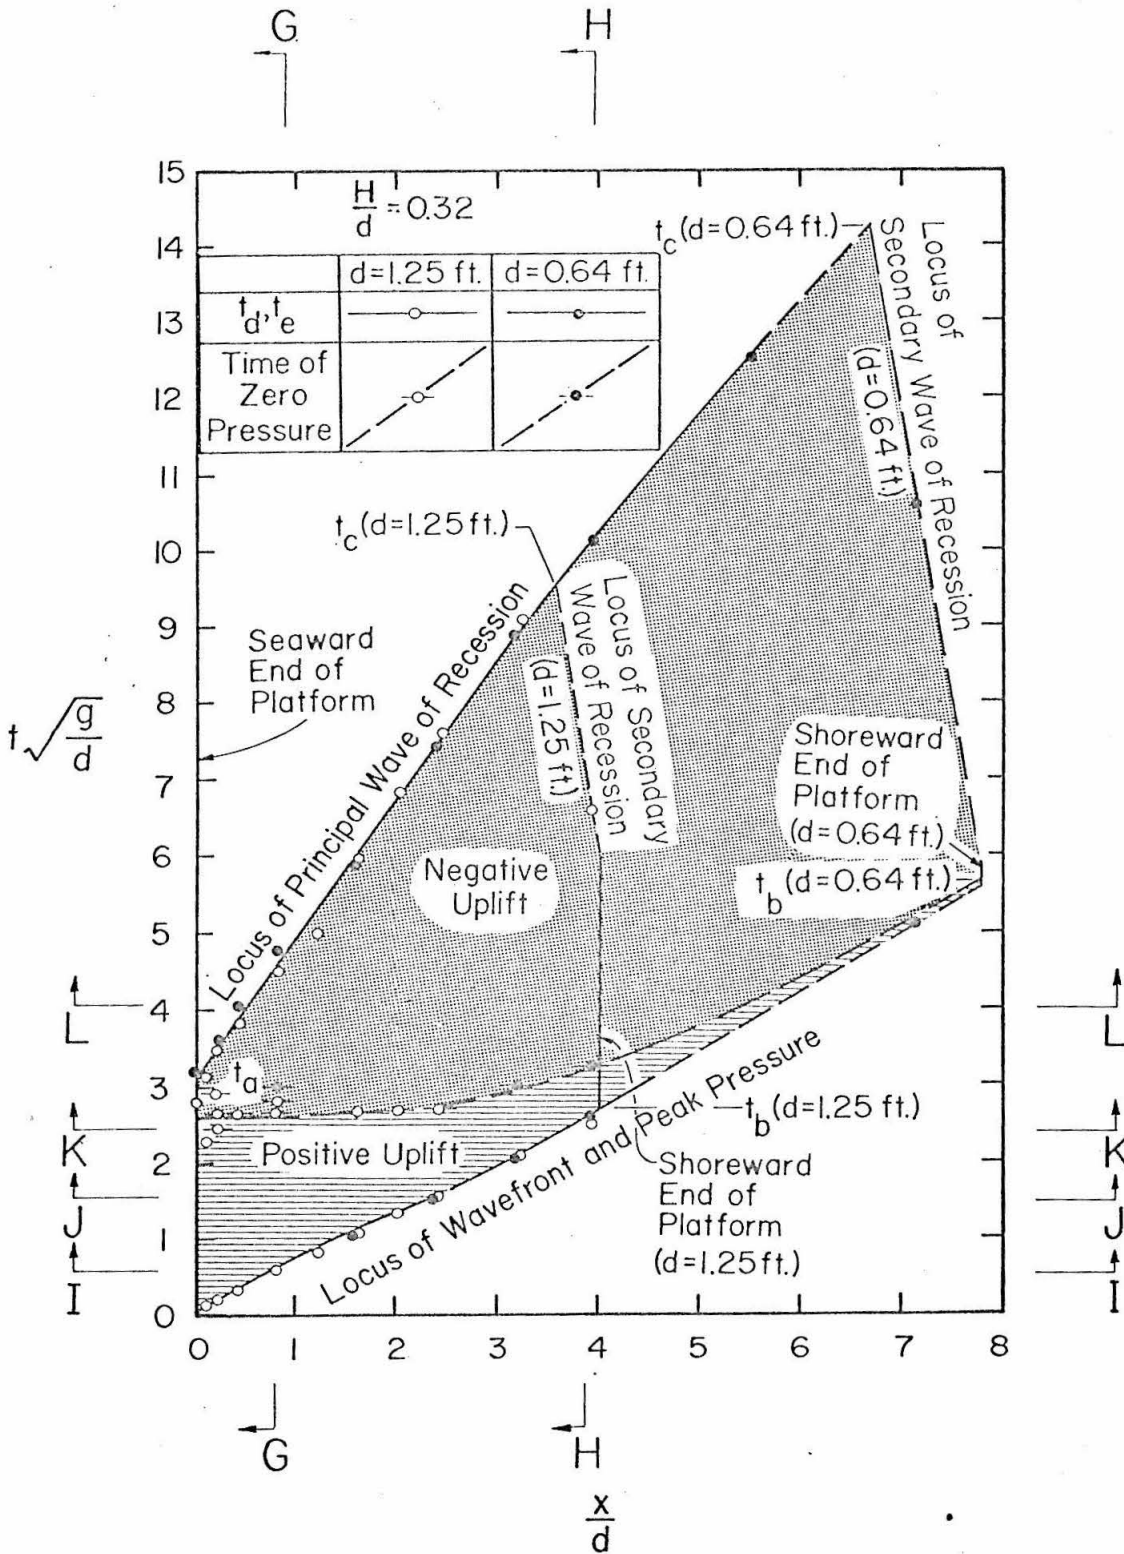 G
H
15
14
13
12
11
10
9
8
7
6
5
4
3
2
1
0
t √ g/d
H/d = 0.32
d=1.25 ft.
d=0.64 ft.
t_d, t_e
Time of
Zero
Pressure
t_c (d=0.64 ft.)
Locus of
Secondary Wave of Recession
(d=0.64 ft.)
t_c (d=1.25 ft.)
Locus of Secondary
Wave of Recession
(d=1.25 ft.)
Seaward
End of
Platform
Locus of Principal Wave of Recession
Negative
Uplift
Shoreward
End of
Platform
(d=0.64 ft.)
t_b (d=0.64 ft.)
t_a
Positive Uplift
t_b (d=1.25 ft.)
Locus of Wavefront and Peak Pressure
Shoreward
End of
Platform
(d=1.25 ft.)
L
L
K
K
J
J
I
I
0 1 2 3 4 5 6 7 8
G
H
x/d